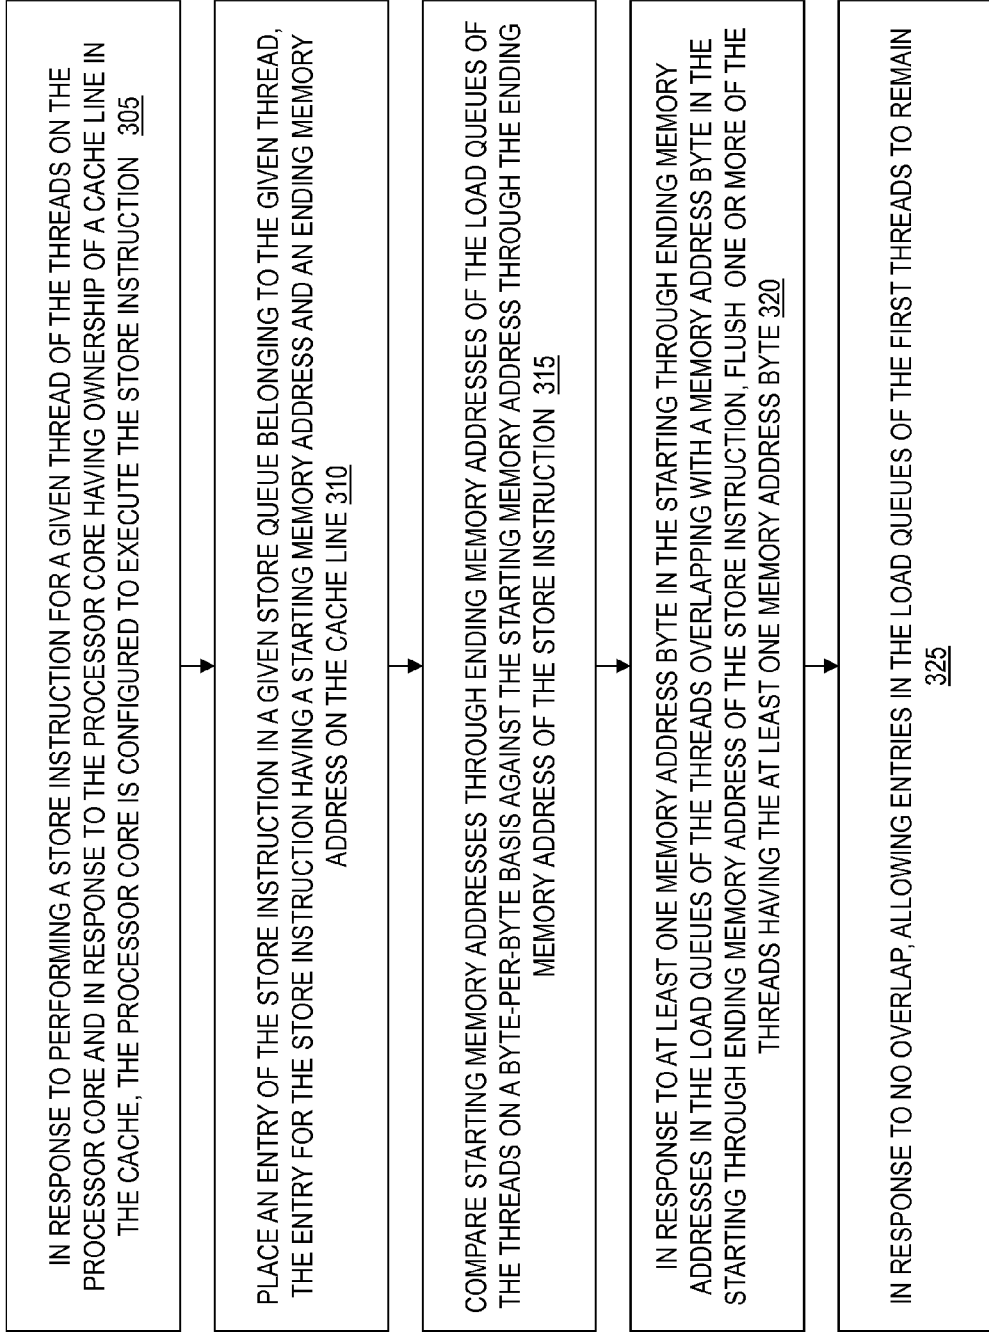 IN RESPONSE TO PERFORMING A STORE INSTRUCTION FOR A GIVEN THREAD OF THE THREADS ON THE
PROCESSOR CORE AND IN RESPONSE TO THE PROCESSOR CORE HAVING OWNERSHIP OF A CACHE LINE IN
THE CACHE, THE PROCESSOR CORE IS CONFIGURED TO EXECUTE THE STORE INSTRUCTION 305
PLACE AN ENTRY OF THE STORE INSTRUCTION IN A GIVEN STORE QUEUE BELONGING TO THE GIVEN THREAD,
THE ENTRY FOR THE STORE INSTRUCTION HAVING A STARTING MEMORY ADDRESS AND AN ENDING MEMORY
ADDRESS ON THE CACHE LINE 310
COMPARE STARTING MEMORY ADDRESSES THROUGH ENDING MEMORY ADDRESSES OF THE LOAD QUEUES OF
THE THREADS ON A BYTE-PER-BYTE BASIS AGAINST THE STARTING MEMORY ADDRESS THROUGH THE ENDING
MEMORY ADDRESS OF THE STORE INSTRUCTION 315
IN RESPONSE TO AT LEAST ONE MEMORY ADDRESS BYTE IN THE STARTING THROUGH ENDING MEMORY
ADDRESSES IN THE LOAD QUEUES OF THE THREADS OVERLAPPING WITH A MEMORY ADDRESS BYTE IN THE
STARTING THROUGH ENDING MEMORY ADDRESS OF THE STORE INSTRUCTION, FLUSH ONE OR MORE OF THE
THREADS HAVING THE AT LEAST ONE MEMORY ADDRESS BYTE 320
IN RESPONSE TO NO OVERLAP, ALLOWING ENTRIES IN THE LOAD QUEUES OF THE FIRST THREADS TO REMAIN
325